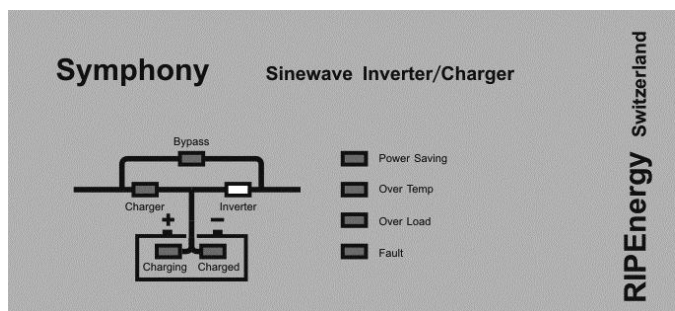 Symphony
Sinewave Inverter/Charger
Bypass
Charger
Inverter
+ −
Charging
Charged
Power Saving
Over Temp
Over Load
Fault
RIPEnergy Switzerland